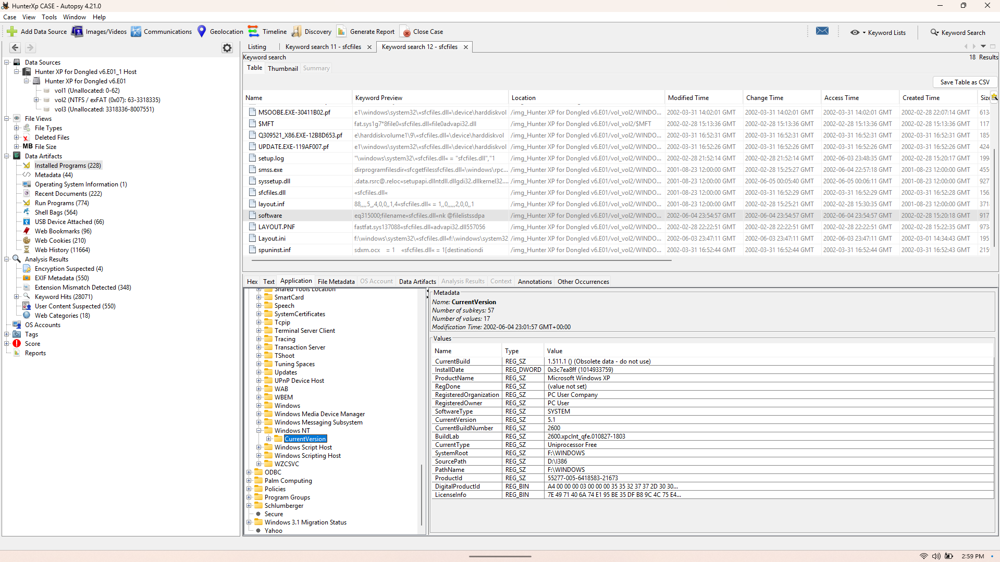 HunterXp CASE - Autopsy 4.21.0
Case View Tools Window Help
Add Data Source Images/Videos Communications Geolocation Timeline Discovery Generate Report Close Case Keyword Lists Keyword Search
Data Sources
Hunter XP for Dongled v6.E01_1 Host
Hunter XP for Dongled v6.E01
vol1 (Unallocated: 0-62)
vol2 (NTFS / exFAT (0x07): 63-3318335)
vol3 (Unallocated: 3318336-8007551)
File Views
File Types
Deleted Files
MB File Size
Data Artifacts
Installed Programs (228)
Metadata (44)
Operating System Information (1)
Recent Documents (222)
Run Programs (774)
Shell Bags (564)
USB Device Attached (66)
Web Bookmarks (96)
Web Cookies (210)
Web History (11664)
Analysis Results
Encryption Suspected (4)
EXIF Metadata (550)
Extension Mismatch Detected (348)
Keyword Hits (28071)
User Content Suspected (550)
Web Categories (18)
OS Accounts
Tags
Score
Reports
Listing Keyword search 11 - sfcfiles Keyword search 12 - sfcfiles
Keyword search 18 Results
Table Thumbnail Summary
Save Table as CSV
Name Keyword Preview Location Modified Time Change Time Access Time Created Time Size
MSOOBE.EXE-30411B02.pf e1\windows\system32\«sfcfiles.dll«\device\harddiskvol /img_Hunter XP for Dongled v6.E01/vol_vol2/WINDO... 2002-03-31 14:02:01 GMT 2002-03-31 14:02:01 GMT 2002-03-31 14:02:01 GMT 2002-02-28 22:07:14 GMT 613
$MFT fat.sys1g7*8file0«sfcfiles.dll«file0advapi32.dll /img_Hunter XP for Dongled v6.E01/vol_vol2/$MFT 2002-02-28 15:13:36 GMT 2002-02-28 15:13:36 GMT 2002-02-28 15:13:36 GMT 2002-02-28 15:13:36 GMT 117
Q309521_X86.EXE-12B8D653.pf e\harddiskvolume1\9\«sfcfiles.dll«\device\harddiskvol /img_Hunter XP for Dongled v6.E01/vol_vol2/WINDO... 2002-03-31 16:52:31 GMT 2002-03-31 16:52:31 GMT 2002-03-31 16:52:31 GMT 2002-03-31 16:52:31 GMT 185
UPDATE.EXE-119AF007.pf e1\windows\system32\«sfcfiles.dll«\device\harddiskvol /img_Hunter XP for Dongled v6.E01/vol_vol2/WINDO... 2002-03-31 16:52:26 GMT 2002-03-31 16:52:26 GMT 2002-03-31 16:52:26 GMT 2002-03-31 16:52:26 GMT 424
setup.log "\windows\system32\«sfcfiles.dll« = "sfcfiles.dll","1 /img_Hunter XP for Dongled v6.E01/vol_vol2/WINDO... 2002-02-28 21:52:14 GMT 2002-02-28 21:52:14 GMT 2002-06-03 23:48:35 GMT 2002-02-28 15:20:17 GMT 199
smss.exe dirprogramfilesdir«sfcgetfilessfcfiles.dll«\windows\rpc... /img_Hunter XP for Dongled v6.E01/vol_vol2/WINDO... 2001-08-23 12:00:00 GMT 2002-02-28 15:25:27 GMT 2002-06-04 22:57:18 GMT 2001-08-23 12:00:00 GMT 455
syssetup.dll .data.rsrc@.reloc«setupapi.dllntdll.dllgdi32.dllkernel32.... /img_Hunter XP for Dongled v6.E01/vol_vol2/WINDO... 2001-08-23 12:00:00 GMT 2002-06-05 00:05:40 GMT 2002-06-05 00:06:11 GMT 2001-08-23 12:00:00 GMT 927
sfcfiles.dll «sfcfiles.dll« /img_Hunter XP for Dongled v6.E01/vol_vol2/WINDO... 2001-08-23 12:00:00 GMT 2002-03-31 16:52:29 GMT 2002-03-31 16:52:28 GMT 2001-08-23 12:00:00 GMT 156
layout.inf 88,,,,5_,4,0,0,,1,4«sfcfiles.dll« = 1,,0,,,,,2,0,0,,1 /img_Hunter XP for Dongled v6.E01/vol_vol2/WINDO... 2001-08-23 12:00:00 GMT 2002-02-28 15:25:21 GMT 2002-02-28 15:30:35 GMT 2001-08-23 12:00:00 GMT 371
software eq315000;filename«sfcfiles.dll«nk @filelistssdpa /img_Hunter XP for Dongled v6.E01/vol_vol2/WINDO... 2002-06-04 23:54:57 GMT 2002-06-04 23:54:57 GMT 2002-06-04 23:54:57 GMT 2002-02-28 15:20:18 GMT 917
LAYOUT.PNF fastfat.sys137088«sfcfiles.dll«advapi32.dll557056 /img_Hunter XP for Dongled v6.E01/vol_vol2/WINDO... 2002-02-28 22:22:51 GMT 2002-02-28 22:22:51 GMT 2002-02-28 22:22:51 GMT 2002-02-28 15:22:35 GMT 973
Layout.ini f:\windows\system32\«sfcfiles.dll«f:\windows\system32 /img_Hunter XP for Dongled v6.E01/vol_vol2/WINDO... 2002-06-03 23:47:11 GMT 2002-06-03 23:47:11 GMT 2002-06-03 23:47:11 GMT 2002-03-01 14:34:43 GMT 195
spuninst.inf sdxm.ocx = 1 «sfcfiles.dll« = 1[destinationdi /img_Hunter XP for Dongled v6.E01/vol_vol2/WINDO... 2002-03-31 16:52:44 GMT 2002-03-31 16:52:44 GMT 2002-03-31 16:52:44 GMT 2002-03-31 16:52:43 GMT 215
Hex Text Application File Metadata OS Account Data Artifacts Analysis Results Context Annotations Other Occurrences
Shared Tools Location
SmartCard
Speech
SystemCertificates
Tcpip
Terminal Server Client
Tracing
Transaction Server
TShoot
Tuning Spaces
Updates
UPnP Device Host
WAB
WBEM
Windows
Windows Media Device Manager
Windows Messaging Subsystem
Windows NT
CurrentVersion
Windows Script Host
Windows Scripting Host
WZCSVC
ODBC
Palm Computing
Policies
Program Groups
Schlumberger
Secure
Windows 3.1 Migration Status
Yahoo
Metadata
Name: CurrentVersion
Number of subkeys: 57
Number of values: 17
Modification Time: 2002-06-04 23:01:57 GMT+00:00
Values
Name Type Value
CurrentBuild REG_SZ 1.511.1 () (Obsolete data - do not use)
InstallDate REG_DWORD 0x3c7ea8ff (1014933759)
ProductName REG_SZ Microsoft Windows XP
RegDone REG_SZ (value not set)
RegisteredOrganization REG_SZ PC User Company
RegisteredOwner REG_SZ PC User
SoftwareType REG_SZ SYSTEM
CurrentVersion REG_SZ 5.1
CurrentBuildNumber REG_SZ 2600
BuildLab REG_SZ 2600.xpclnt_qfe.010827-1803
CurrentType REG_SZ Uniprocessor Free
SystemRoot REG_SZ F:\WINDOWS
SourcePath REG_SZ D:\I386
PathName REG_SZ F:\WINDOWS
ProductId REG_SZ 55277-005-6418583-21673
DigitalProductId REG_BIN A4 00 00 00 03 00 00 00 35 35 32 37 37 2D 30 30...
LicenseInfo REG_BIN 7E 49 71 40 6A 74 E1 95 BE 35 DF B8 9C 4C 75 E4...
2:59 PM